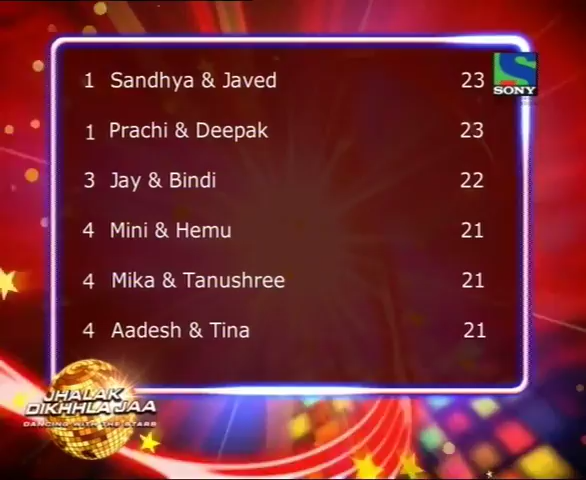 1 Sandhya & Javed 23
1 Prachi & Deepak 23
3 Jay & Bindi 22
4 Mini & Hemu 21
4 Mika & Tanushree 21
4 Aadesh & Tina 21
SONY
JHALAK
DIKHHLA JAA
DANCING WITH THE STARS